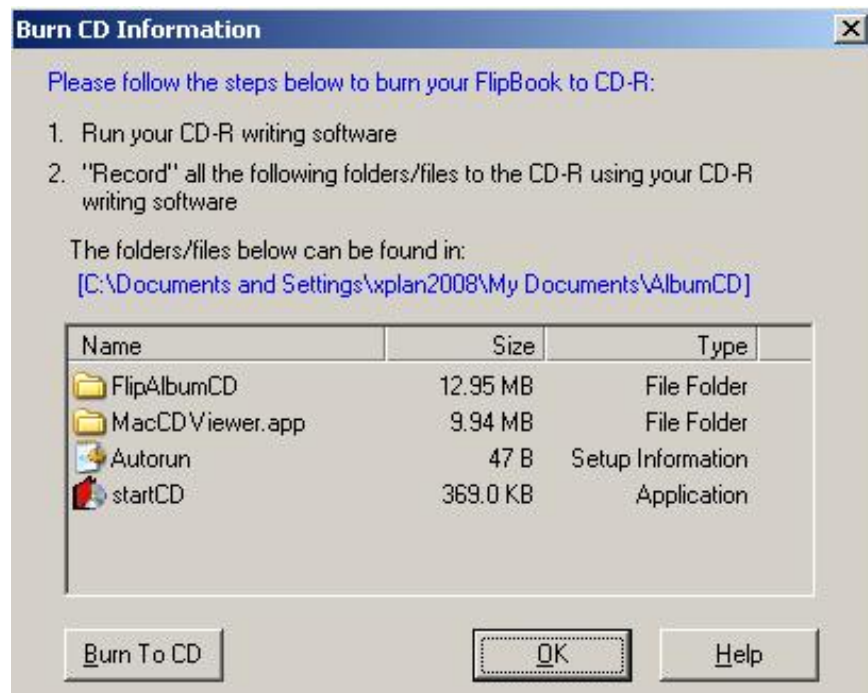 Burn CD Information
Please follow the steps below to burn your FlipBook to CD-R:
1. Run your CD-R writing software
2. "Record" all the following folders/files to the CD-R using your CD-R
writing software
The folders/files below can be found in:
[C:\Documents and Settings\xplan2008\My Documents\AlbumCD]
Name Size Type
FlipAlbumCD 12.95 MB File Folder
MacCDViewer.app 9.94 MB File Folder
Autorun 47 B Setup Information
startCD 369.0 KB Application
Burn To CD OK Help